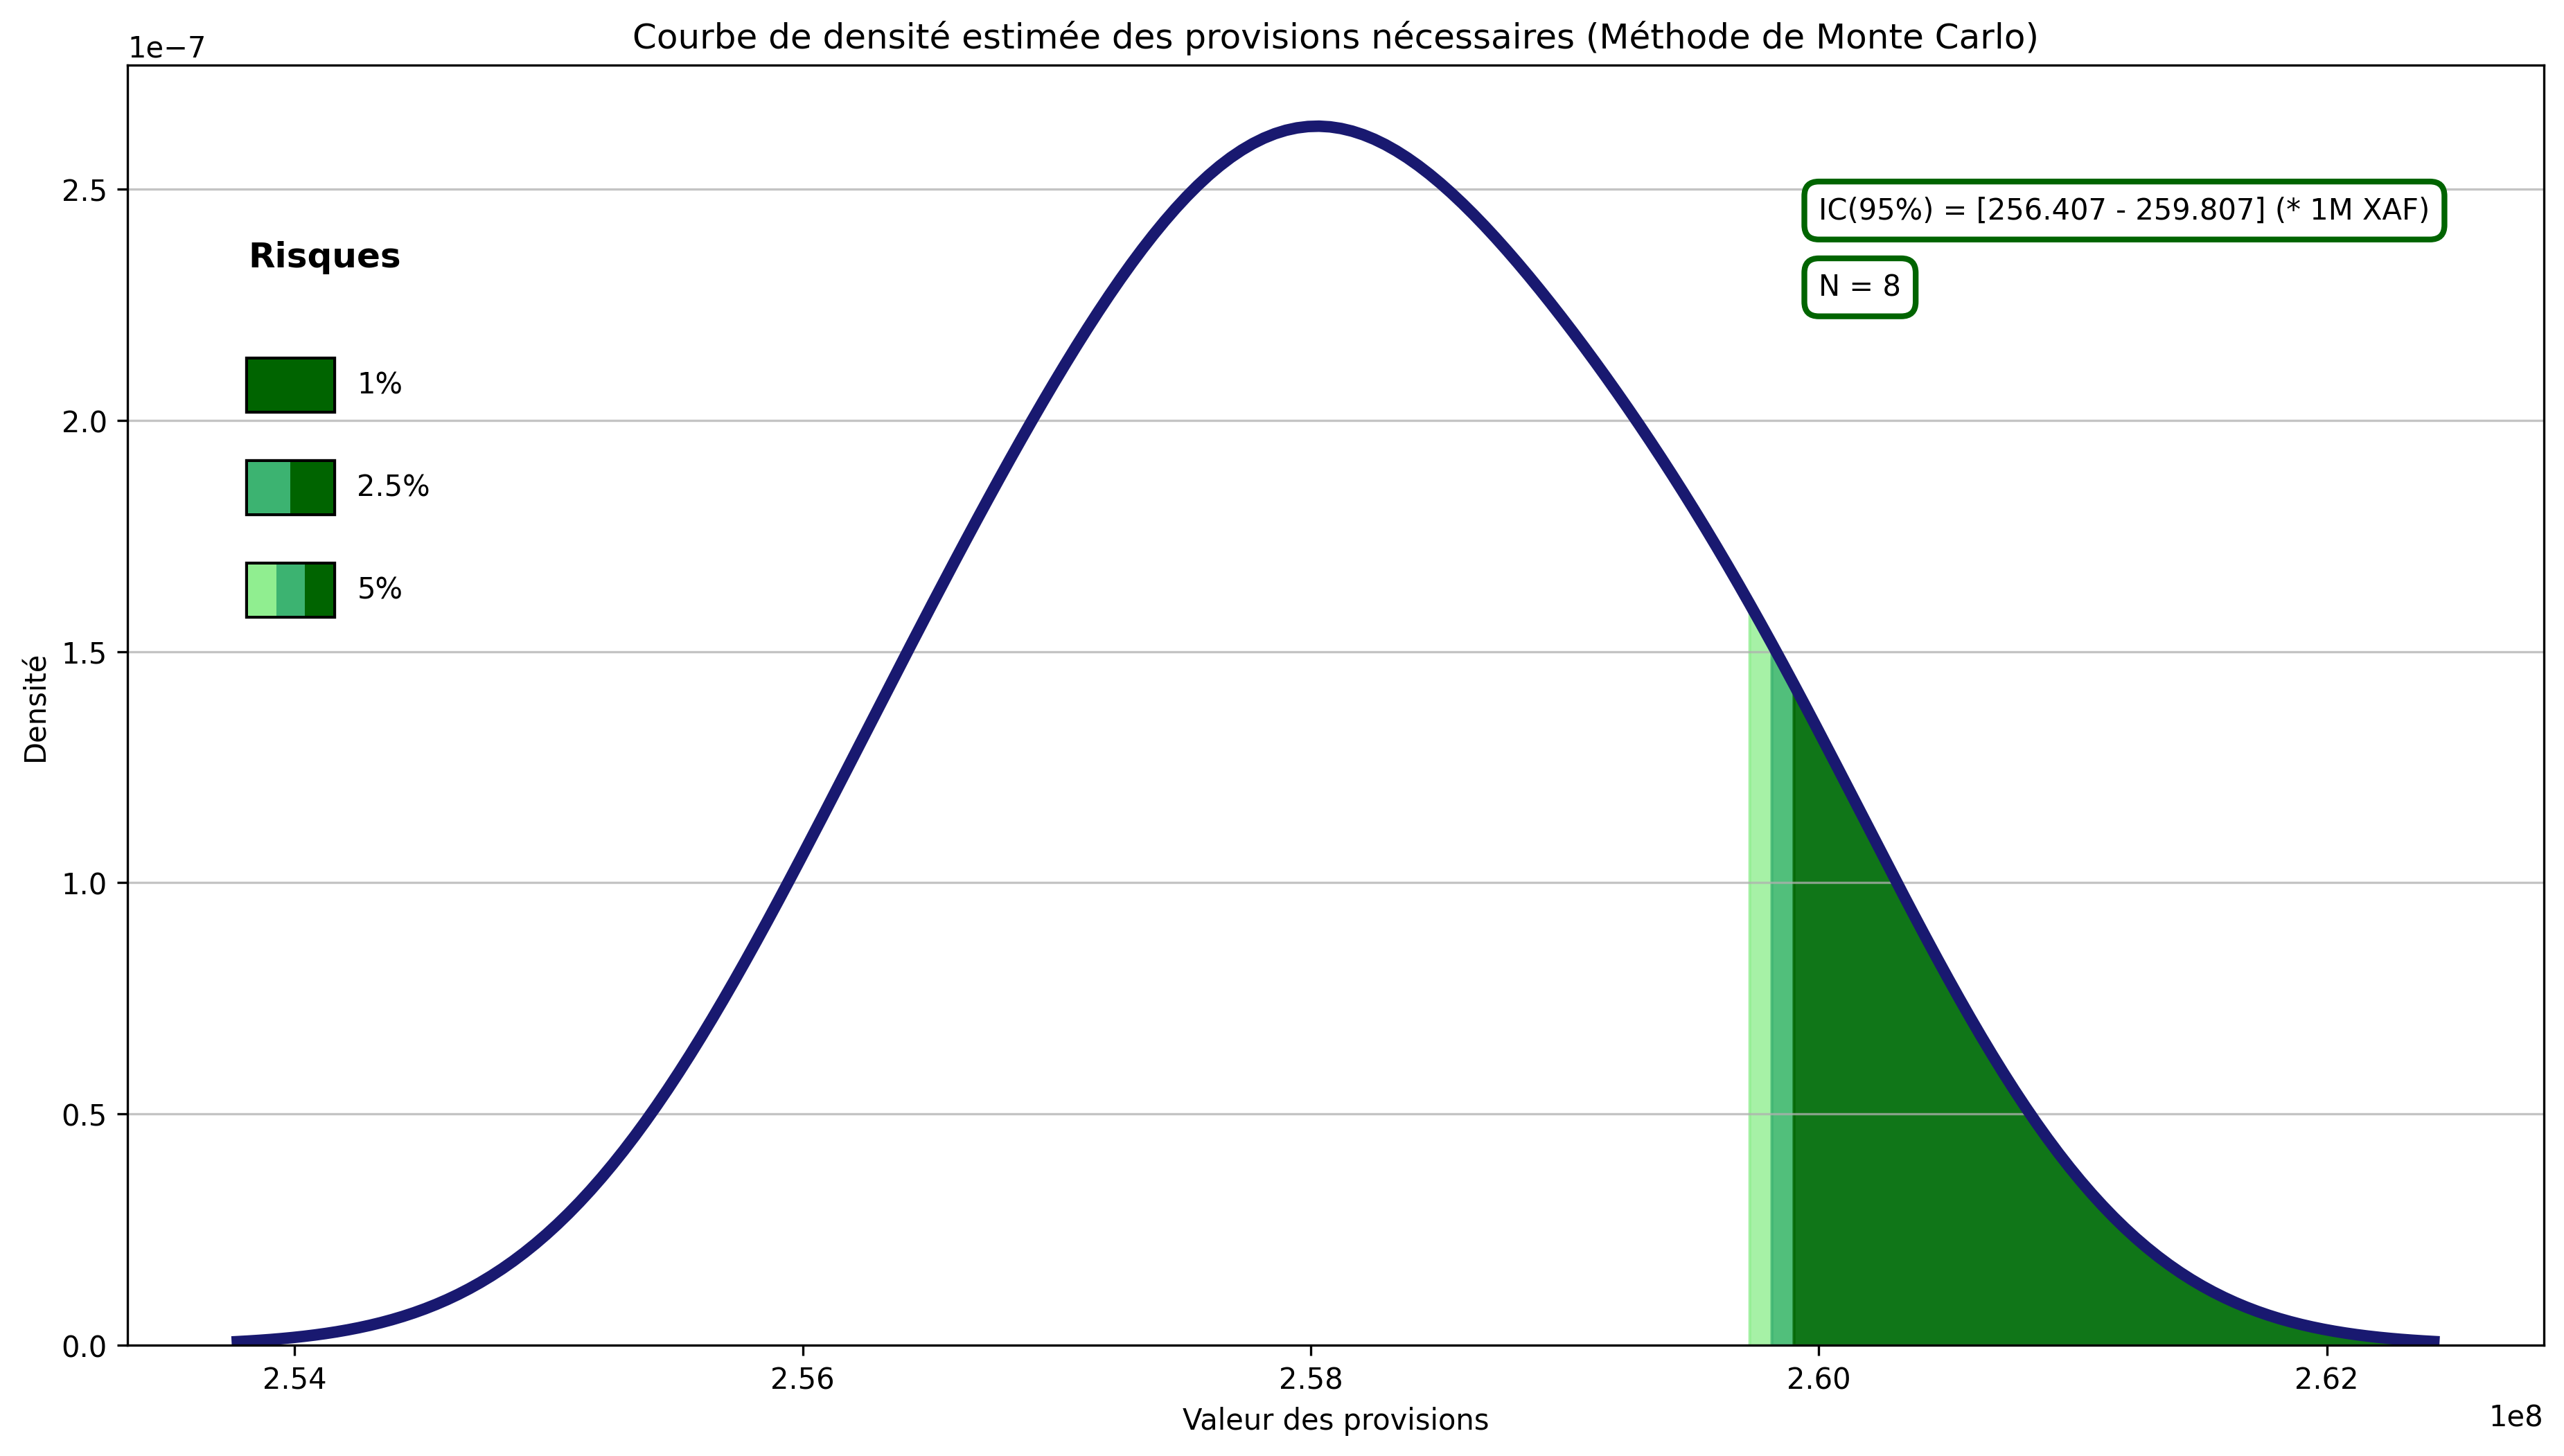 Courbe de densité estimée des provisions nécessaires (Méthode de Monte Carlo)
1e−7
2.5
2.0
1.5
1.0
0.5
0.0
Densité
Risques
1%
2.5%
5%
IC(95%) = [256.407 - 259.807] (* 1M XAF)
N = 8
2.54 2.56 2.58 2.60 2.62
1e8
Valeur des provisions